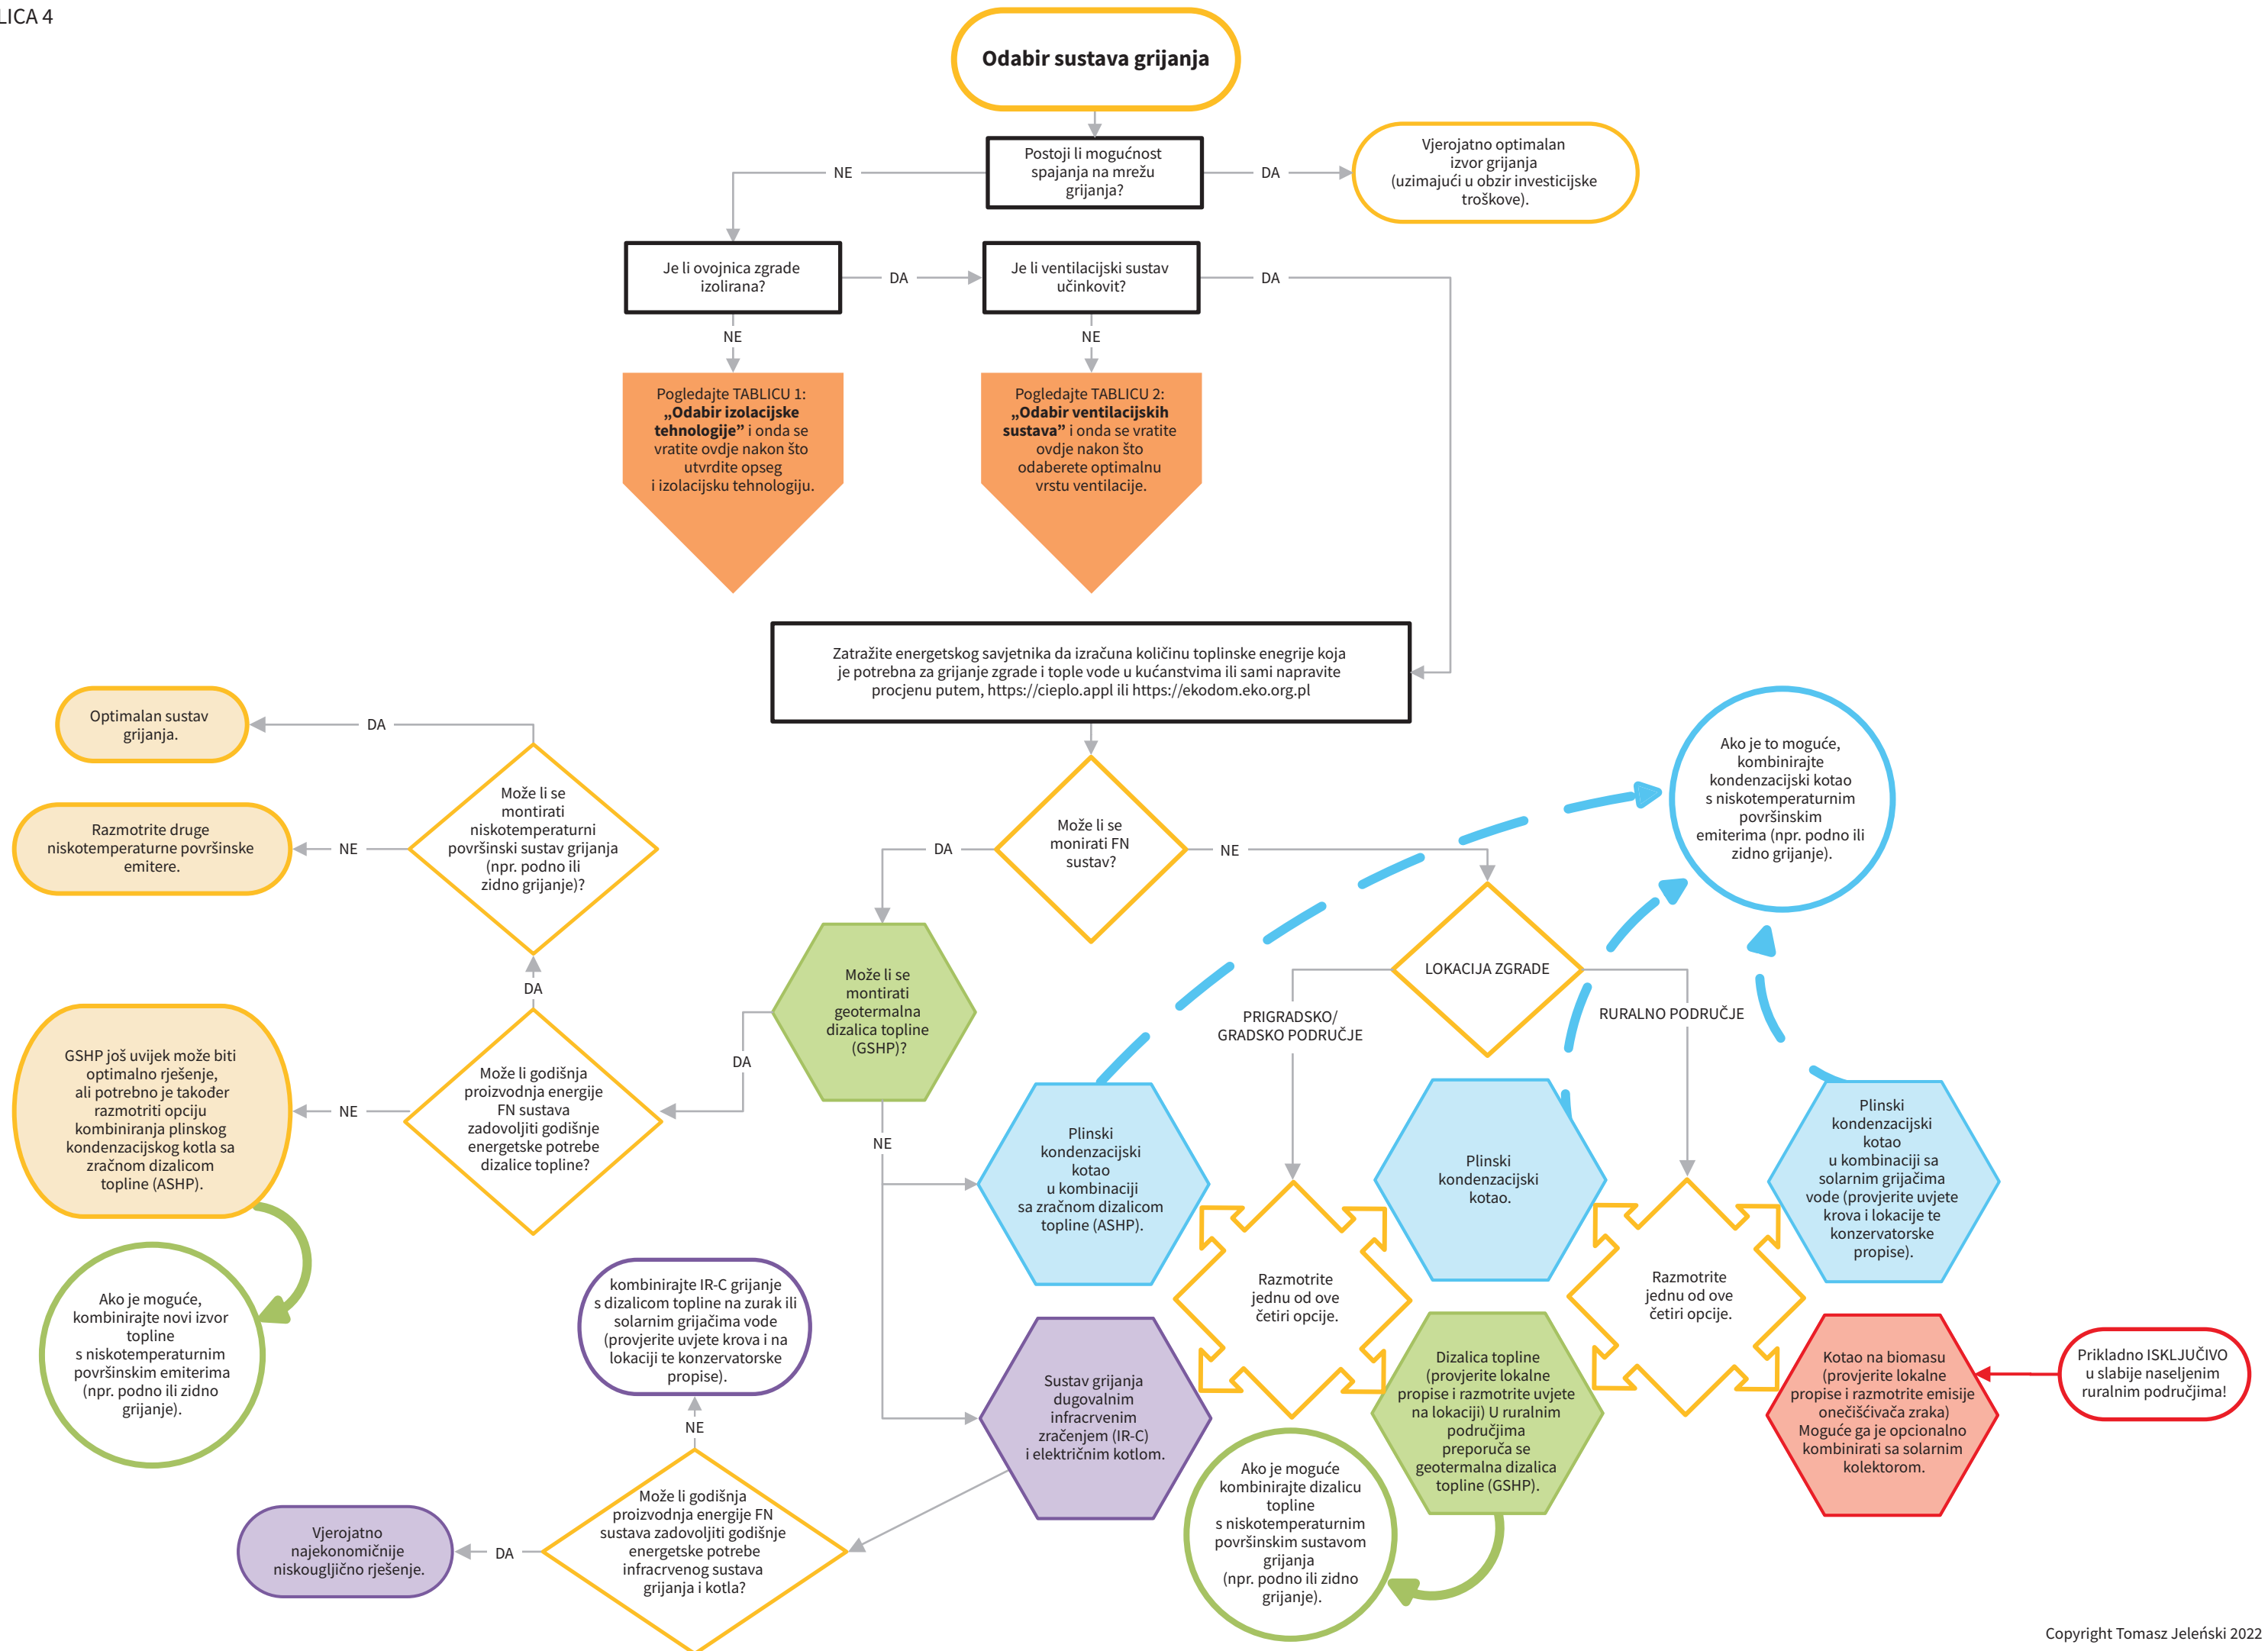 LICA 4
Odabir sustava grijanja
Postoji li mogućnost
spajanja na mrežu
grijanja?
NE
DA
Vjerojatno optimalan
izvor grijanja
(uzimajući u obzir investicijske
troškove).
Je li ovojnica zgrade
izolirana?
DA
Je li ventilacijski sustav
učinkovit?
DA
NE
NE
Pogledajte TABLICU 1:
„Odabir izolacijske
tehnologije” i onda se
vratite ovdje nakon što
utvrdite opseg
i izolacijsku tehnologiju.
Pogledajte TABLICU 2:
„Odabir ventilacijskih
sustava” i onda se vratite
ovdje nakon što
odaberete optimalnu
vrstu ventilacije.
Zatražite energetskog savjetnika da izračuna količinu toplinske enegrije koja
je potrebna za grijanje zgrade i tople vode u kućanstvima ili sami napravite
procjenu putem, https://cieplo.appl ili https://ekodom.eko.org.pl
Optimalan sustav
grijanja.
DA
Razmotrite druge
niskotemperaturne površinske
emitere.
NE
Može li se
montirati
niskotemperaturni
površinski sustav grijanja
(npr. podno ili
zidno grijanje)?
DA
Može li se
monirati FN
sustav?
DA
NE
Ako je to moguće,
kombinirajte
kondenzacijski kotao
s niskotemperaturnim
površinskim
emiterima (npr. podno ili
zidno grijanje).
Može li se
montirati
geotermalna
dizalica topline
(GSHP)?
DA
NE
LOKACIJA ZGRADE
PRIGRADSKO/
GRADSKO PODRUČJE
RURALNO PODRUČJE
GSHP još uvijek može biti
optimalno rješenje,
ali potrebno je također
razmotriti opciju
kombiniranja plinskog
kondenzacijskog kotla sa
zračnom dizalicom
topline (ASHP).
NE
Može li godišnja
proizvodnja energije
FN sustava
zadovoljiti godišnje
energetske potrebe
dizalice topline?
Plinski
kondenzacijski
kotao
u kombinaciji
sa zračnom dizalicom
topline (ASHP).
Plinski
kondenzacijski
kotao.
Plinski
kondenzacijski
kotao
u kombinaciji sa
solarnim grijačima
vode (provjerite uvjete
krova i lokacije te
konzervatorske
propise).
Ako je moguće,
kombinirajte novi izvor
topline
s niskotemperaturnim
površinskim emiterima
(npr. podno ili zidno
grijanje).
kombinirajte IR-C grijanje
s dizalicom topline na zurak ili
solarnim grijačima vode
(provjerite uvjete krova i na
lokaciji te konzervatorske
propise).
NE
Razmotrite
jednu od ove
četiri opcije.
Razmotrite
jednu od ove
četiri opcije.
Sustav grijanja
dugovalnim
infracrvenim
zračenjem (IR-C)
i električnim kotlom.
Dizalica topline
(provjerite lokalne
propise i razmotrite uvjete
na lokaciji) U ruralnim
područjima
preporuča se
geotermalna dizalica
topline (GSHP).
Kotao na biomasu
(provjerite lokalne
propise i razmotrite emisije
onečišćivača zraka)
Moguće ga je opcionalno
kombinirati sa solarnim
kolektorom.
Prikladno ISKLJUČIVO
u slabije naseljenim
ruralnim područjima!
Vjerojatno
najekonomičnije
niskougljično rješenje.
DA
Može li godišnja
proizvodnja energije FN
sustava zadovoljiti godišnje
energetske potrebe
infracrvenog sustava
grijanja i kotla?
Ako je moguće
kombinirajte dizalicu
topline
s niskotemperaturnim
površinskim sustavom
grijanja
(npr. podno ili zidno
grijanje).
Copyright Tomasz Jeleński 2022